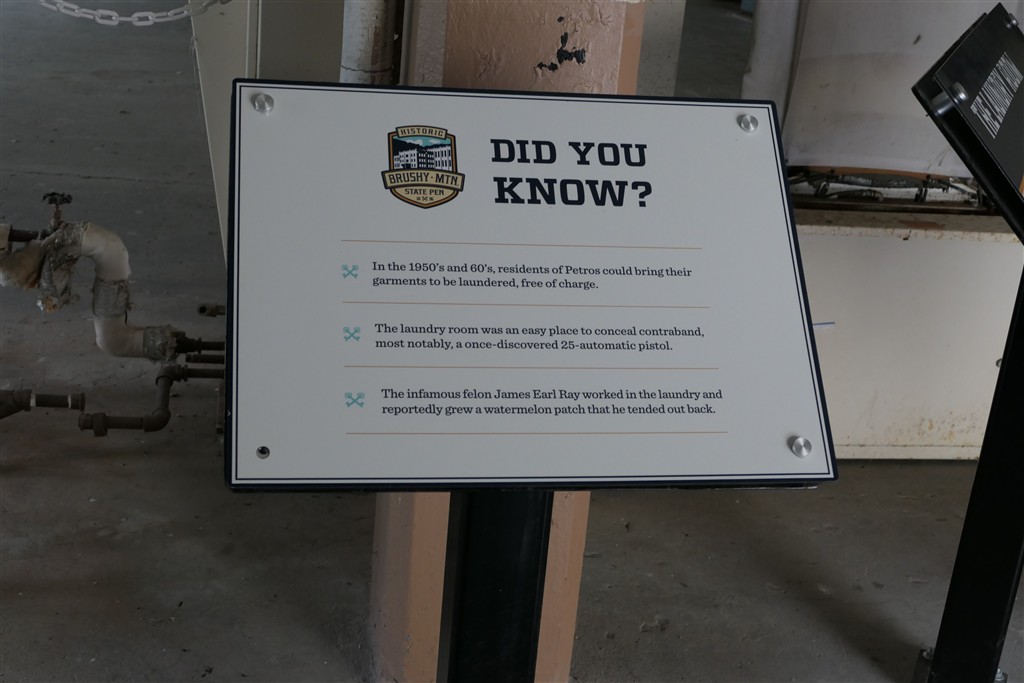 HISTORIC
BRUSHY • MTN.
STATE PEN
DID YOU
KNOW?
In the 1950's and 60's, residents of Petros could bring their
garments to be laundered, free of charge.
The laundry room was an easy place to conceal contraband,
most notably, a once-discovered 25-automatic pistol.
The infamous felon James Earl Ray worked in the laundry and
reportedly grew a watermelon patch that he tended out back.
THE LAUNDRY ROOM